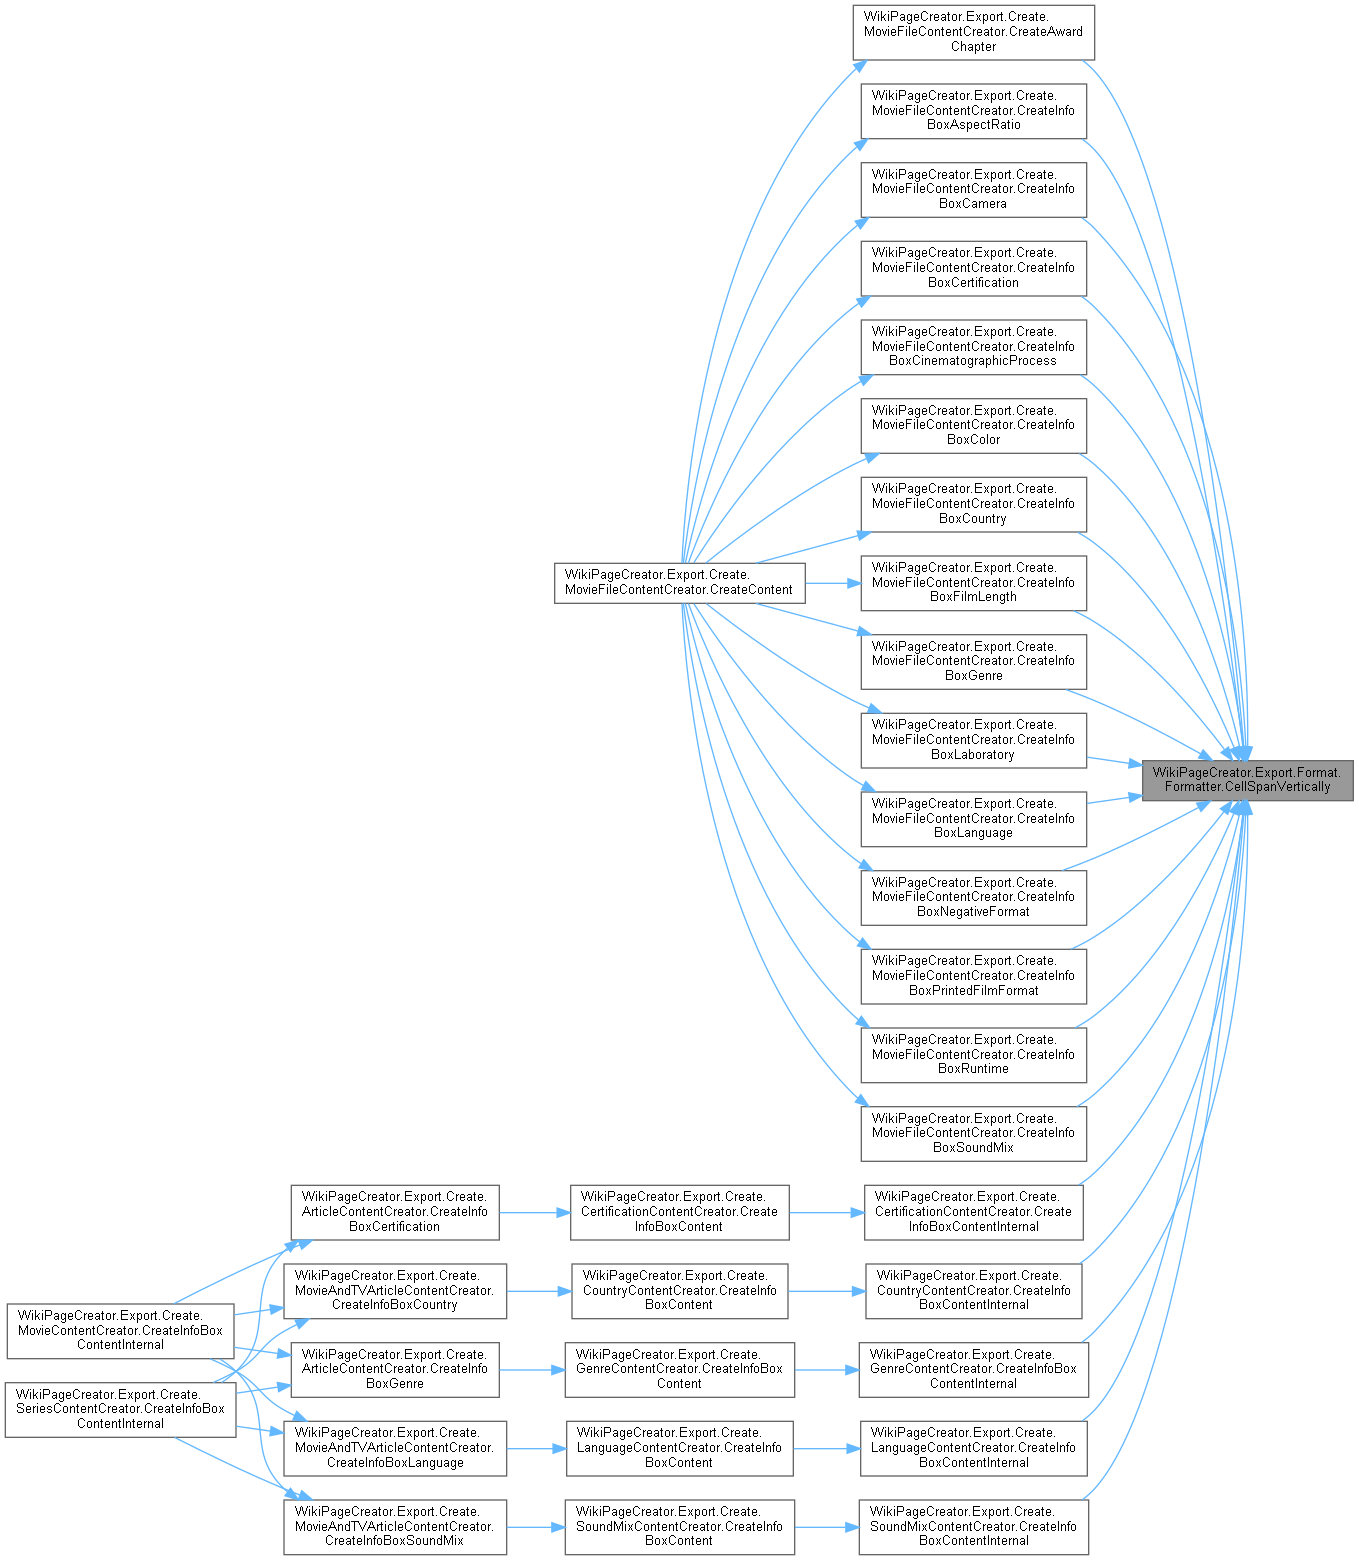 WikiPageCreator.Export.Create.
MovieFileContentCreator.CreateAward
Chapter
WikiPageCreator.Export.Create.
MovieFileContentCreator.CreateInfo
BoxAspectRatio
WikiPageCreator.Export.Create.
MovieFileContentCreator.CreateInfo
BoxCamera
WikiPageCreator.Export.Create.
MovieFileContentCreator.CreateInfo
BoxCertification
WikiPageCreator.Export.Create.
MovieFileContentCreator.CreateInfo
BoxCinematographicProcess
WikiPageCreator.Export.Create.
MovieFileContentCreator.CreateInfo
BoxColor
WikiPageCreator.Export.Create.
MovieFileContentCreator.CreateInfo
BoxCountry
WikiPageCreator.Export.Create.
MovieFileContentCreator.CreateContent
WikiPageCreator.Export.Create.
MovieFileContentCreator.CreateInfo
BoxFilmLength
WikiPageCreator.Export.Create.
MovieFileContentCreator.CreateInfo
BoxGenre
WikiPageCreator.Export.Create.
MovieFileContentCreator.CreateInfo
BoxLaboratory
WikiPageCreator.Export.Format.
Formatter.CellSpanVertically
WikiPageCreator.Export.Create.
MovieFileContentCreator.CreateInfo
BoxLanguage
WikiPageCreator.Export.Create.
MovieFileContentCreator.CreateInfo
BoxNegativeFormat
WikiPageCreator.Export.Create.
MovieFileContentCreator.CreateInfo
BoxPrintedFilmFormat
WikiPageCreator.Export.Create.
MovieFileContentCreator.CreateInfo
BoxRuntime
WikiPageCreator.Export.Create.
MovieFileContentCreator.CreateInfo
BoxSoundMix
WikiPageCreator.Export.Create.
ArticleContentCreator.CreateInfo
BoxCertification
WikiPageCreator.Export.Create.
CertificationContentCreator.Create
InfoBoxContent
WikiPageCreator.Export.Create.
CertificationContentCreator.Create
InfoBoxContentInternal
WikiPageCreator.Export.Create.
MovieAndTVArticleContentCreator.
CreateInfoBoxCountry
WikiPageCreator.Export.Create.
CountryContentCreator.CreateInfo
BoxContent
WikiPageCreator.Export.Create.
CountryContentCreator.CreateInfo
BoxContentInternal
WikiPageCreator.Export.Create.
MovieContentCreator.CreateInfoBox
ContentInternal
WikiPageCreator.Export.Create.
ArticleContentCreator.CreateInfo
BoxGenre
WikiPageCreator.Export.Create.
GenreContentCreator.CreateInfoBox
Content
WikiPageCreator.Export.Create.
GenreContentCreator.CreateInfoBox
ContentInternal
WikiPageCreator.Export.Create.
SeriesContentCreator.CreateInfoBox
ContentInternal
WikiPageCreator.Export.Create.
MovieAndTVArticleContentCreator.
CreateInfoBoxLanguage
WikiPageCreator.Export.Create.
LanguageContentCreator.CreateInfo
BoxContent
WikiPageCreator.Export.Create.
LanguageContentCreator.CreateInfo
BoxContentInternal
WikiPageCreator.Export.Create.
MovieAndTVArticleContentCreator.
CreateInfoBoxSoundMix
WikiPageCreator.Export.Create.
SoundMixContentCreator.CreateInfo
BoxContent
WikiPageCreator.Export.Create.
SoundMixContentCreator.CreateInfo
BoxContentInternal